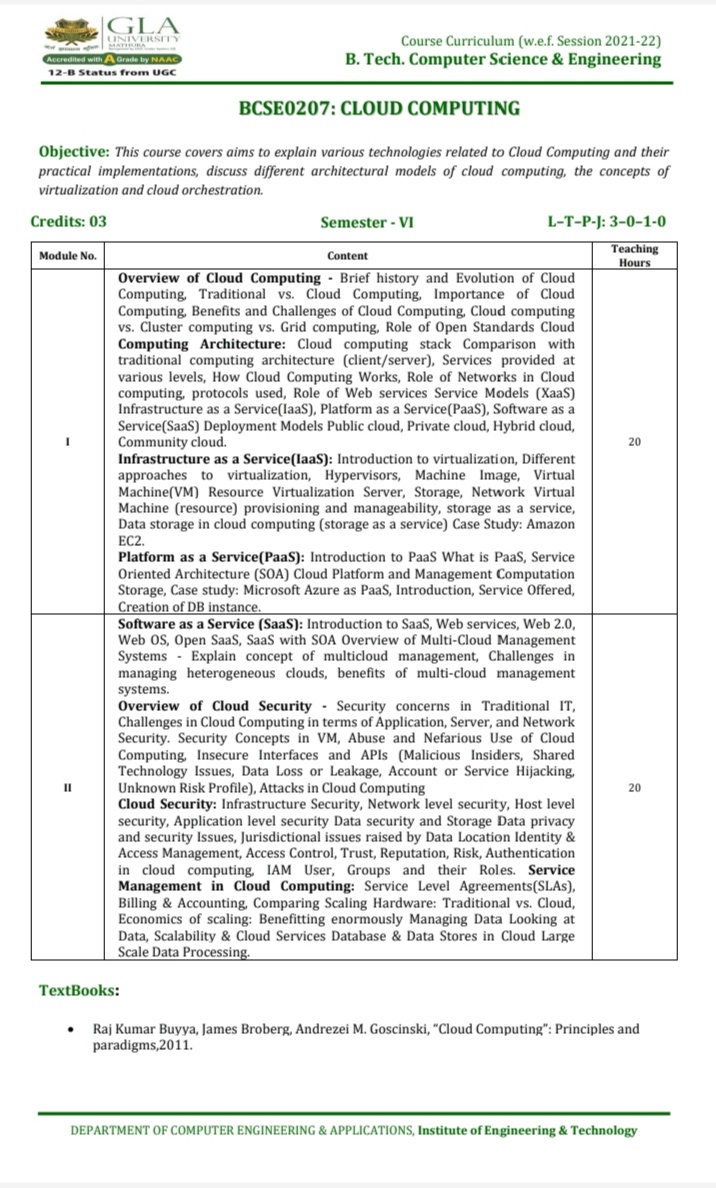 GLA
UNIVERSITY
MATHURA
Accredited with A Grade by NAAC
12-B Status from UGC
Course Curriculum (w.e.f. Session 2021-22)
B. Tech. Computer Science & Engineering
BCSE0207: CLOUD COMPUTING
Objective: This course covers aims to explain various technologies related to Cloud Computing and their
practical implementations, discuss different architectural models of cloud computing, the concepts of
virtualization and cloud orchestration.
Credits: 03 Semester - VI L–T–P–J: 3–0–1–0
Module No. Content Teaching
Hours
Overview of Cloud Computing - Brief history and Evolution of Cloud
Computing, Traditional vs. Cloud Computing, Importance of Cloud
Computing, Benefits and Challenges of Cloud Computing, Cloud computing
vs. Cluster computing vs. Grid computing, Role of Open Standards Cloud
Computing Architecture: Cloud computing stack Comparison with
traditional computing architecture (client/server), Services provided at
various levels, How Cloud Computing Works, Role of Networks in Cloud
computing, protocols used, Role of Web services Service Models (XaaS)
Infrastructure as a Service(IaaS), Platform as a Service(PaaS), Software as a
Service(SaaS) Deployment Models Public cloud, Private cloud, Hybrid cloud,
I Community cloud. 20
Infrastructure as a Service(IaaS): Introduction to virtualization, Different
approaches to virtualization, Hypervisors, Machine Image, Virtual
Machine(VM) Resource Virtualization Server, Storage, Network Virtual
Machine (resource) provisioning and manageability, storage as a service,
Data storage in cloud computing (storage as a service) Case Study: Amazon
EC2.
Platform as a Service(PaaS): Introduction to PaaS What is PaaS, Service
Oriented Architecture (SOA) Cloud Platform and Management Computation
Storage, Case study: Microsoft Azure as PaaS, Introduction, Service Offered,
Creation of DB instance.
Software as a Service (SaaS): Introduction to SaaS, Web services, Web 2.0,
Web OS, Open SaaS, SaaS with SOA Overview of Multi-Cloud Management
Systems - Explain concept of multicloud management, Challenges in
managing heterogeneous clouds, benefits of multi-cloud management
systems.
Overview of Cloud Security - Security concerns in Traditional IT,
Challenges in Cloud Computing in terms of Application, Server, and Network
Security. Security Concepts in VM, Abuse and Nefarious Use of Cloud
Computing, Insecure Interfaces and APIs (Malicious Insiders, Shared
Technology Issues, Data Loss or Leakage, Account or Service Hijacking,
II Unknown Risk Profile), Attacks in Cloud Computing 20
Cloud Security: Infrastructure Security, Network level security, Host level
security, Application level security Data security and Storage Data privacy
and security Issues, Jurisdictional issues raised by Data Location Identity &
Access Management, Access Control, Trust, Reputation, Risk, Authentication
in cloud computing, IAM User, Groups and their Roles. Service
Management in Cloud Computing: Service Level Agreements(SLAs),
Billing & Accounting, Comparing Scaling Hardware: Traditional vs. Cloud,
Economics of scaling: Benefitting enormously Managing Data Looking at
Data, Scalability & Cloud Services Database & Data Stores in Cloud Large
Scale Data Processing.
TextBooks:
• Raj Kumar Buyya, James Broberg, Andrezei M. Goscinski, "Cloud Computing": Principles and
paradigms,2011.
DEPARTMENT OF COMPUTER ENGINEERING & APPLICATIONS, Institute of Engineering & Technology